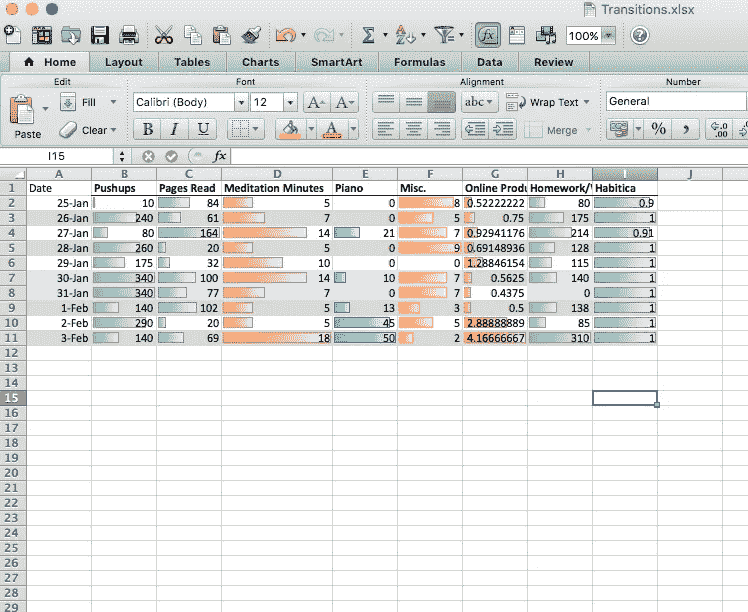 Transitions.xlsx
100%
Home Layout Tables Charts SmartArt Formulas Data Review
Edit Font Alignment Number
Paste Fill Calibri (Body) 12 A A abc Wrap Text General
Clear B I U A Merge % , .0 .00
I15 fx
A B C D E F G H I J
1 Date Pushups Pages Read Meditation Minutes Piano Misc. Online Produ Homework/ Habitica
2 25-Jan 10 84 5 0 8 0.52222222 80 0.9
3 26-Jan 240 61 7 0 5 0.75 175 1
4 27-Jan 80 164 14 21 7 0.92941176 214 0.91
5 28-Jan 260 20 5 0 9 0.69148936 128 1
6 29-Jan 175 32 10 0 0 1.28846154 115 1
7 30-Jan 340 100 14 10 7 0.5625 140 1
8 31-Jan 340 77 7 0 7 0.4375 0 1
9 1-Feb 140 102 5 13 3 0.5 138 1
10 2-Feb 290 20 5 45 5 2.88888889 85 1
11 3-Feb 140 69 18 50 2 4.16666667 310 1
12
13
14
15
16
17
18
19
20
21
22
23
24
25
26
27
28
29